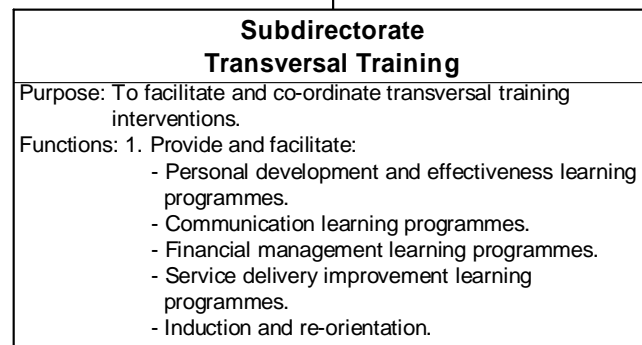 Subdirectorate
Transversal Training
Purpose: To facilitate and co-ordinate transversal training
interventions.
Functions: 1. Provide and facilitate:
- Personal development and effectiveness learning
programmes.
- Communication learning programmes.
- Financial management learning programmes.
- Service delivery improvement learning
programmes.
- Induction and re-orientation.